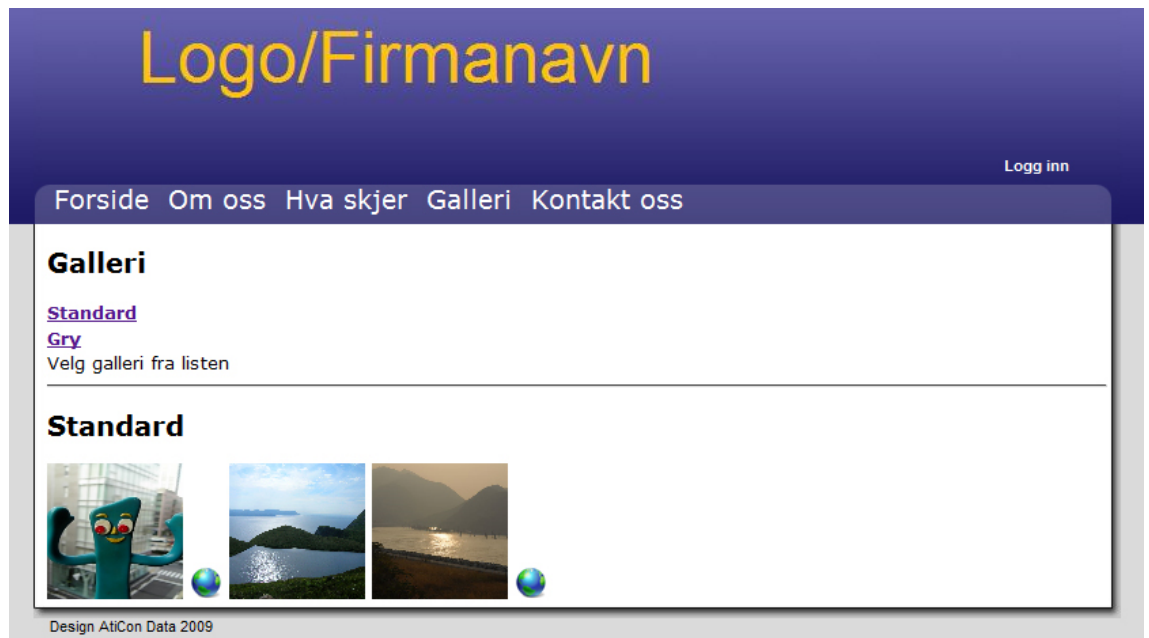 Logo/Firmanavn
Logg inn
Forside Om oss Hva skjer Galleri Kontakt oss
Galleri
Standard
Gry
Velg galleri fra listen
Standard
Design AtiCon Data 2009